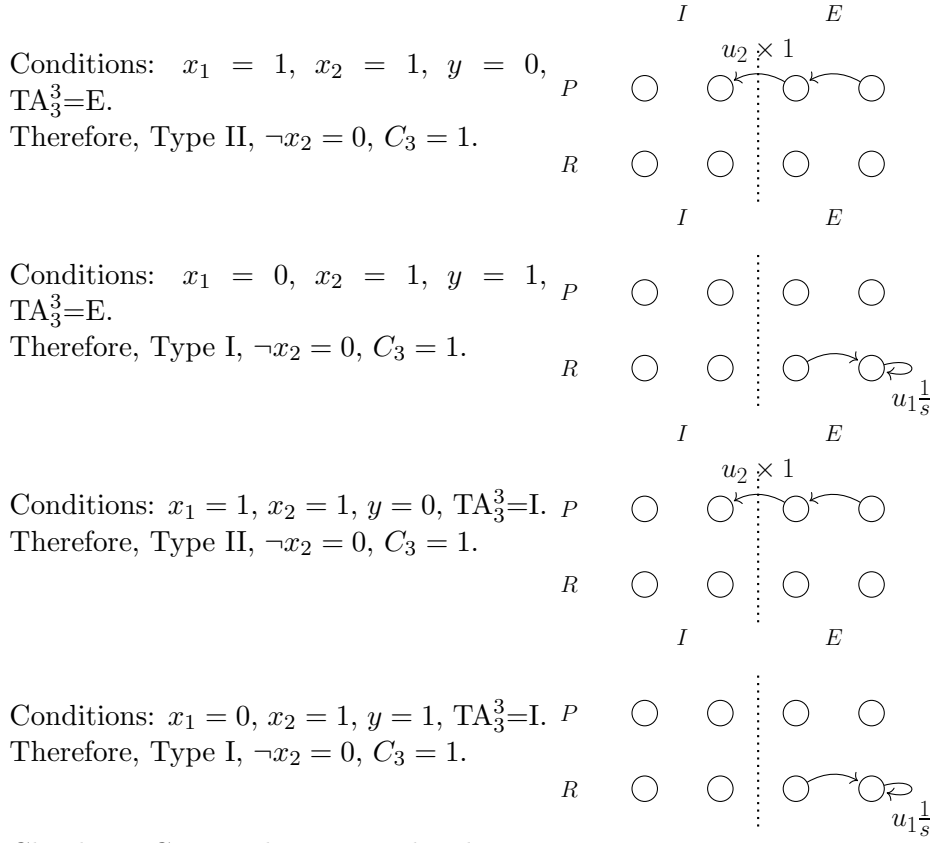 I E
Conditions: x₁ = 1, x₂ = 1, y = 0,
TA₃³=E.
Therefore, Type II, ¬x₂ = 0, C₃ = 1.
u₂ × 1
P
R
I E
Conditions: x₁ = 0, x₂ = 1, y = 1,
TA₃³=E.
Therefore, Type I, ¬x₂ = 0, C₃ = 1.
P
R
u₁ 1/s
I E
Conditions: x₁ = 1, x₂ = 1, y = 0, TA₃³=I.
Therefore, Type II, ¬x₂ = 0, C₃ = 1.
u₂ × 1
P
R
I E
Conditions: x₁ = 0, x₂ = 1, y = 1, TA₃³=I.
Therefore, Type I, ¬x₂ = 0, C₃ = 1.
P
R
u₁ 1/s